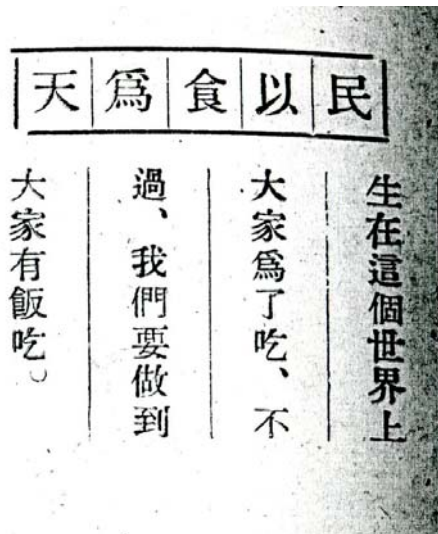 民以食爲天
生在這個世界上
大家爲了吃、不
過、我們要做到
大家有飯吃。